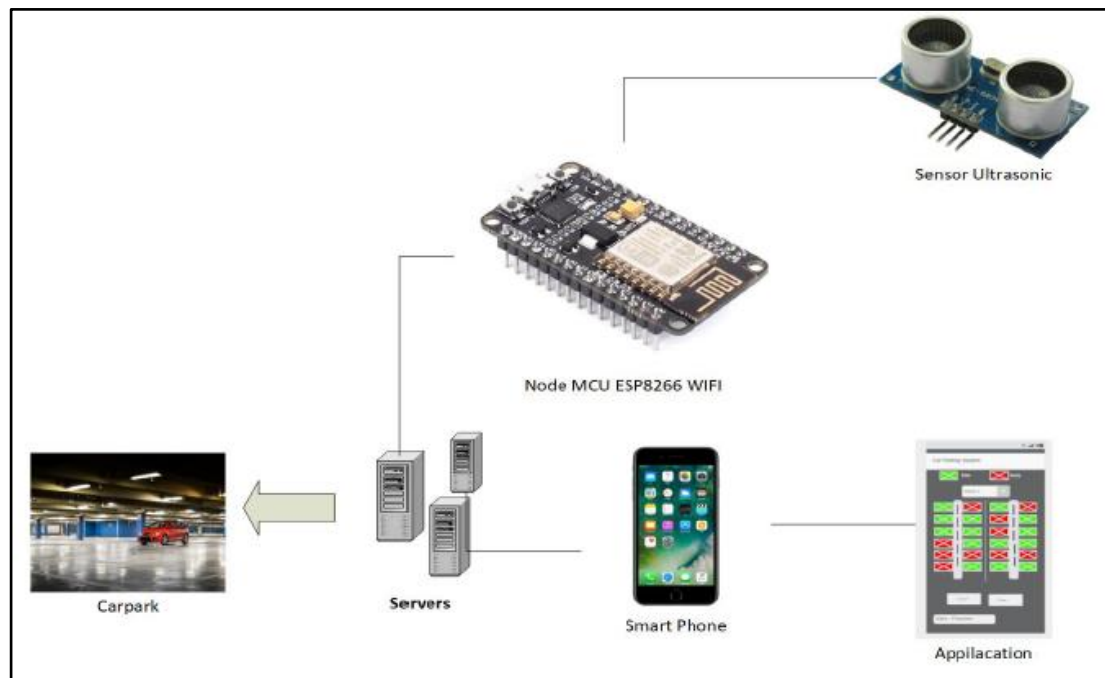 Sensor Ultrasonic
Node MCU ESP8266 WIFI
Carpark
Servers
Smart Phone
Appilacation